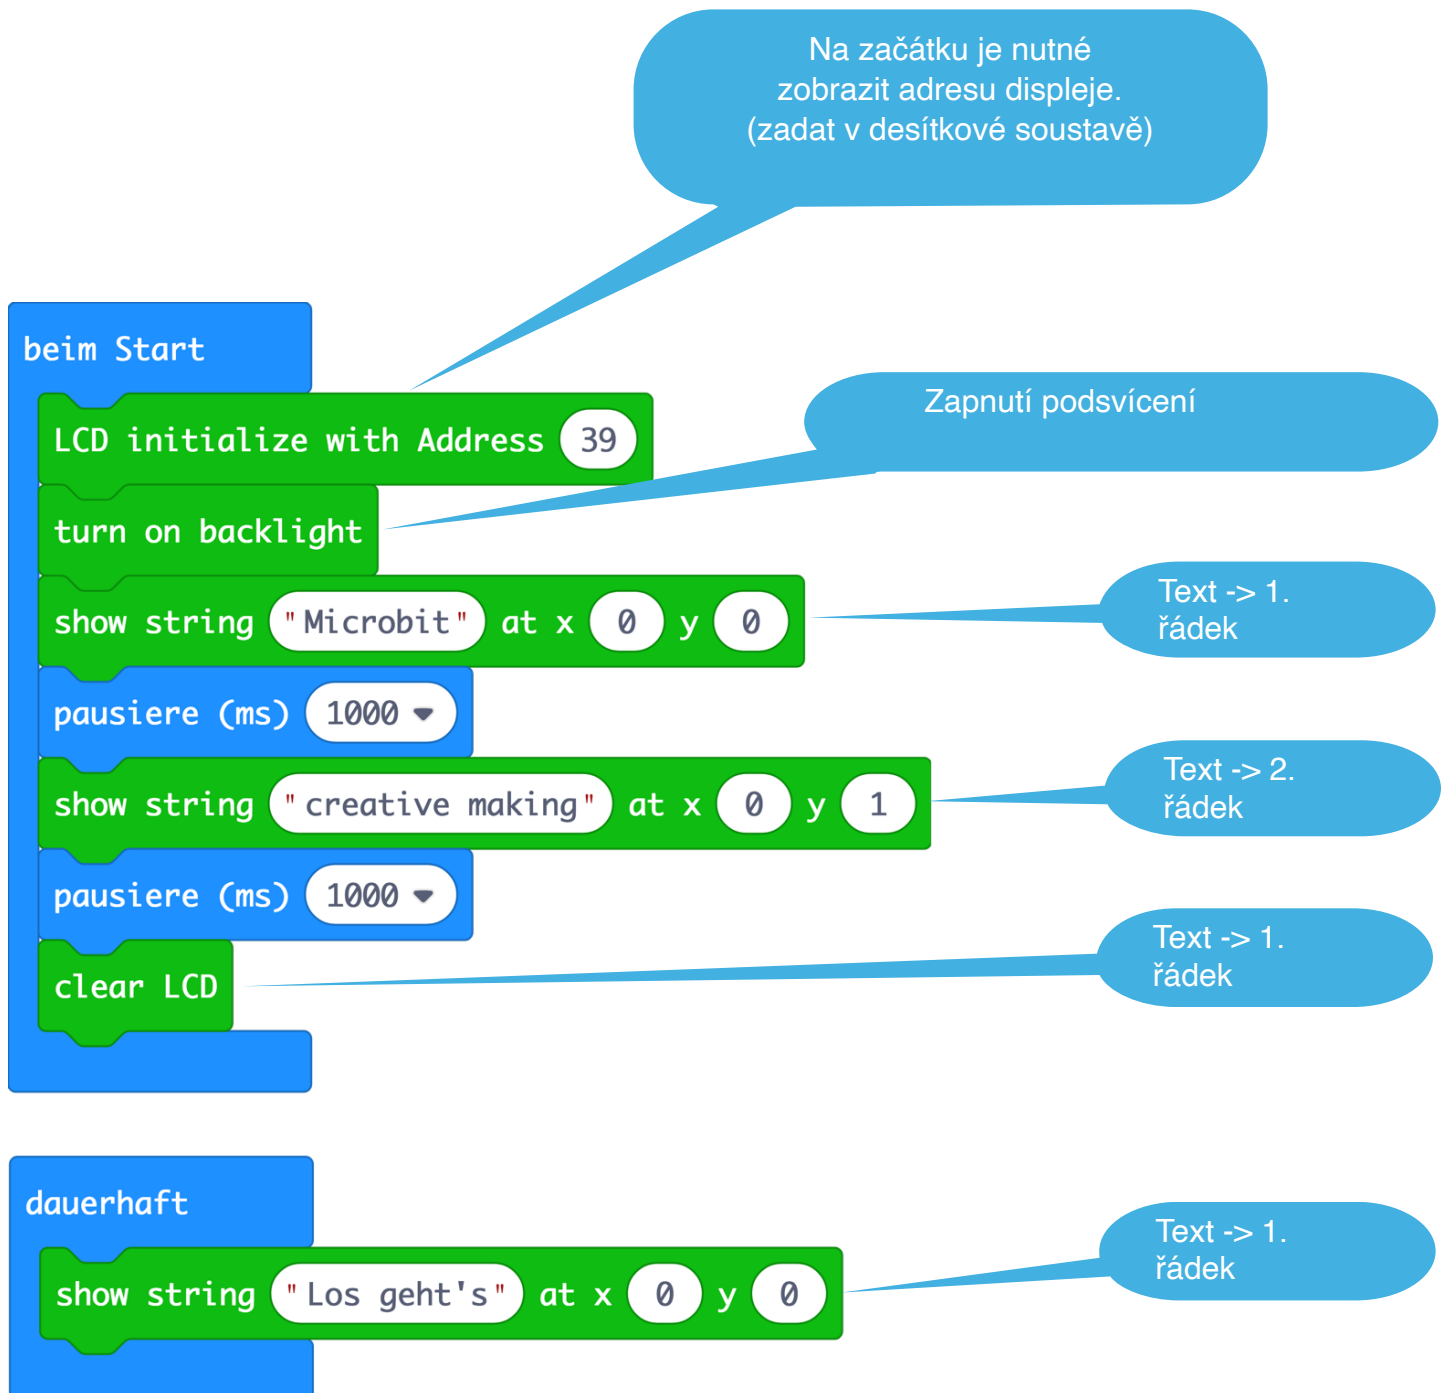 Na začátku je nutné
zobrazit adresu displeje.
(zadat v desítkové soustavě)
beim Start
LCD initialize with Address 39
Zapnutí podsvícení
turn on backlight
show string "Microbit" at x 0 y 0
Text -> 1.
řádek
pausiere (ms) 1000
show string "creative making" at x 0 y 1
Text -> 2.
řádek
pausiere (ms) 1000
clear LCD
Text -> 1.
řádek
dauerhaft
show string "Los geht's" at x 0 y 0
Text -> 1.
řádek